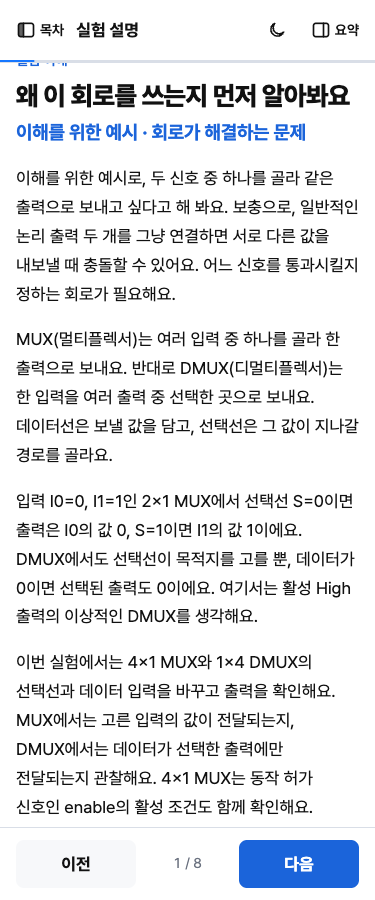 목차 실험 설명 요약
왜 이 회로를 쓰는지 먼저 알아봐요
이해를 위한 예시 · 회로가 해결하는 문제
이해를 위한 예시로, 두 신호 중 하나를 골라 같은
출력으로 보내고 싶다고 해 봐요. 보충으로, 일반적인
논리 출력 두 개를 그냥 연결하면 서로 다른 값을
내보낼 때 충돌할 수 있어요. 어느 신호를 통과시킬지
정하는 회로가 필요해요.
MUX(멀티플렉서)는 여러 입력 중 하나를 골라 한
출력으로 보내요. 반대로 DMUX(디멀티플렉서)는
한 입력을 여러 출력 중 선택한 곳으로 보내요.
데이터선은 보낼 값을 담고, 선택선은 그 값이 지나갈
경로를 골라요.
입력 I0=0, I1=1인 2×1 MUX에서 선택선 S=0이면
출력은 I0의 값 0, S=1이면 I1의 값 1이에요.
DMUX에서도 선택선이 목적지를 고를 뿐, 데이터가
0이면 선택된 출력도 0이에요. 여기서는 활성 High
출력의 이상적인 DMUX를 생각해요.
이번 실험에서는 4×1 MUX와 1×4 DMUX의
선택선과 데이터 입력을 바꾸고 출력을 확인해요.
MUX에서는 고른 입력의 값이 전달되는지,
DMUX에서는 데이터가 선택한 출력에만
전달되는지 관찰해요. 4×1 MUX는 동작 허가
신호인 enable의 활성 조건도 함께 확인해요.
이전 1 / 8 다음